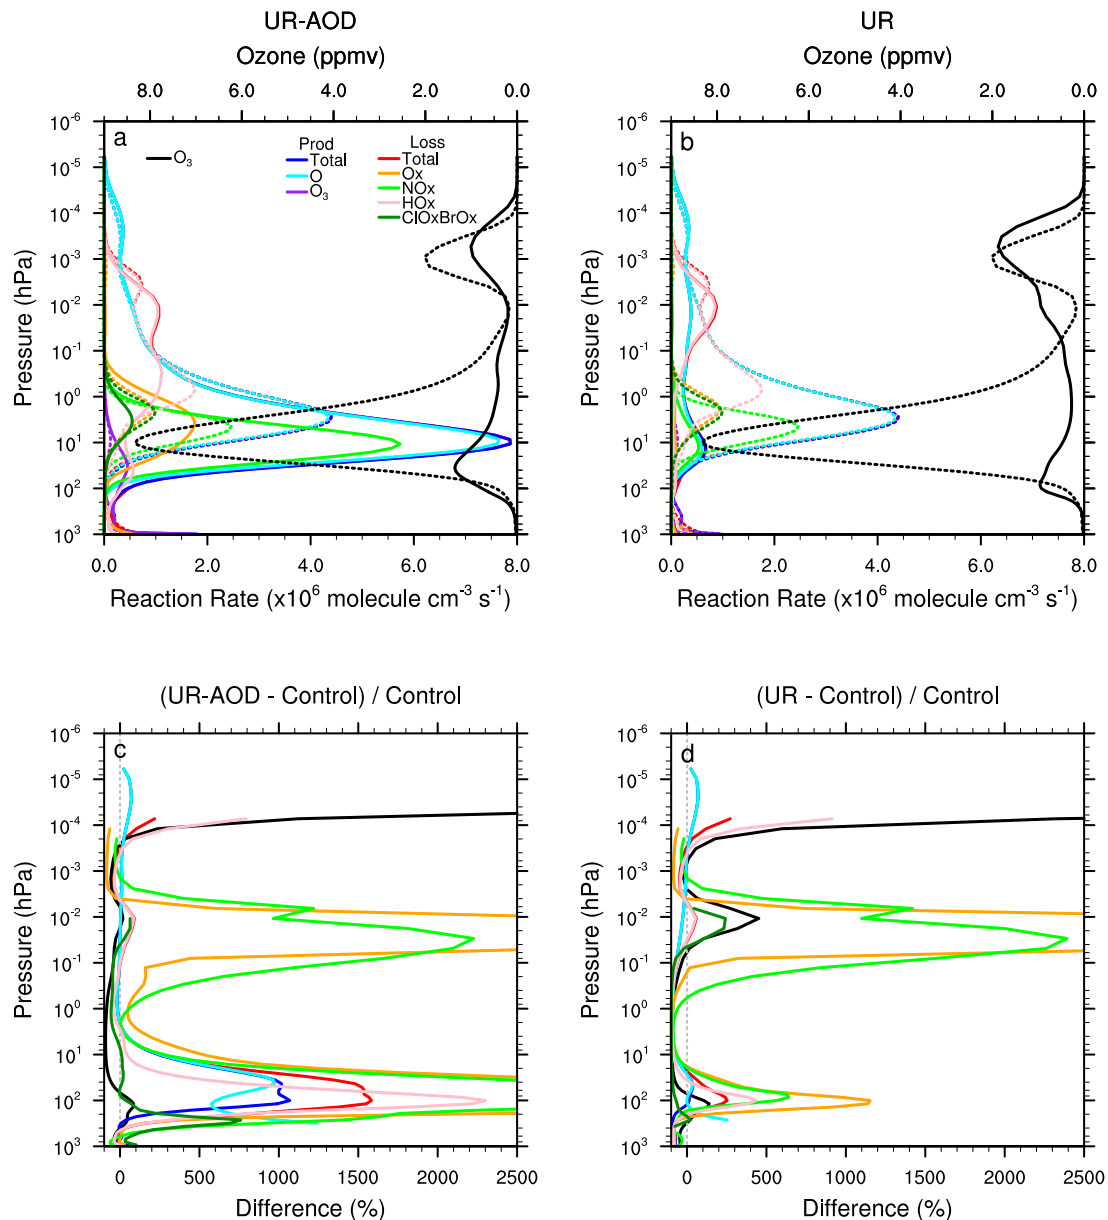 UR-AOD
Ozone (ppmv)
8.0 6.0 4.0 2.0 0.0
a
O₃
Prod
Total
O
O₃
Loss
Total
Ox
NOx
HOx
ClOxBrOx
Pressure (hPa)
10⁻⁶
10⁻⁵
10⁻⁴
10⁻³
10⁻²
10⁻¹
10⁰
10¹
10²
10³
0.0 2.0 4.0 6.0 8.0
Reaction Rate (x10⁶ molecule cm⁻³ s⁻¹)
UR
Ozone (ppmv)
8.0 6.0 4.0 2.0 0.0
b
Pressure (hPa)
10⁻⁶
10⁻⁵
10⁻⁴
10⁻³
10⁻²
10⁻¹
10⁰
10¹
10²
10³
0.0 2.0 4.0 6.0 8.0
Reaction Rate (x10⁶ molecule cm⁻³ s⁻¹)
(UR-AOD - Control) / Control
c
Pressure (hPa)
10⁻⁶
10⁻⁵
10⁻⁴
10⁻³
10⁻²
10⁻¹
10⁰
10¹
10²
10³
0 500 1000 1500 2000 2500
Difference (%)
(UR - Control) / Control
d
Pressure (hPa)
10⁻⁶
10⁻⁵
10⁻⁴
10⁻³
10⁻²
10⁻¹
10⁰
10¹
10²
10³
0 500 1000 1500 2000 2500
Difference (%)